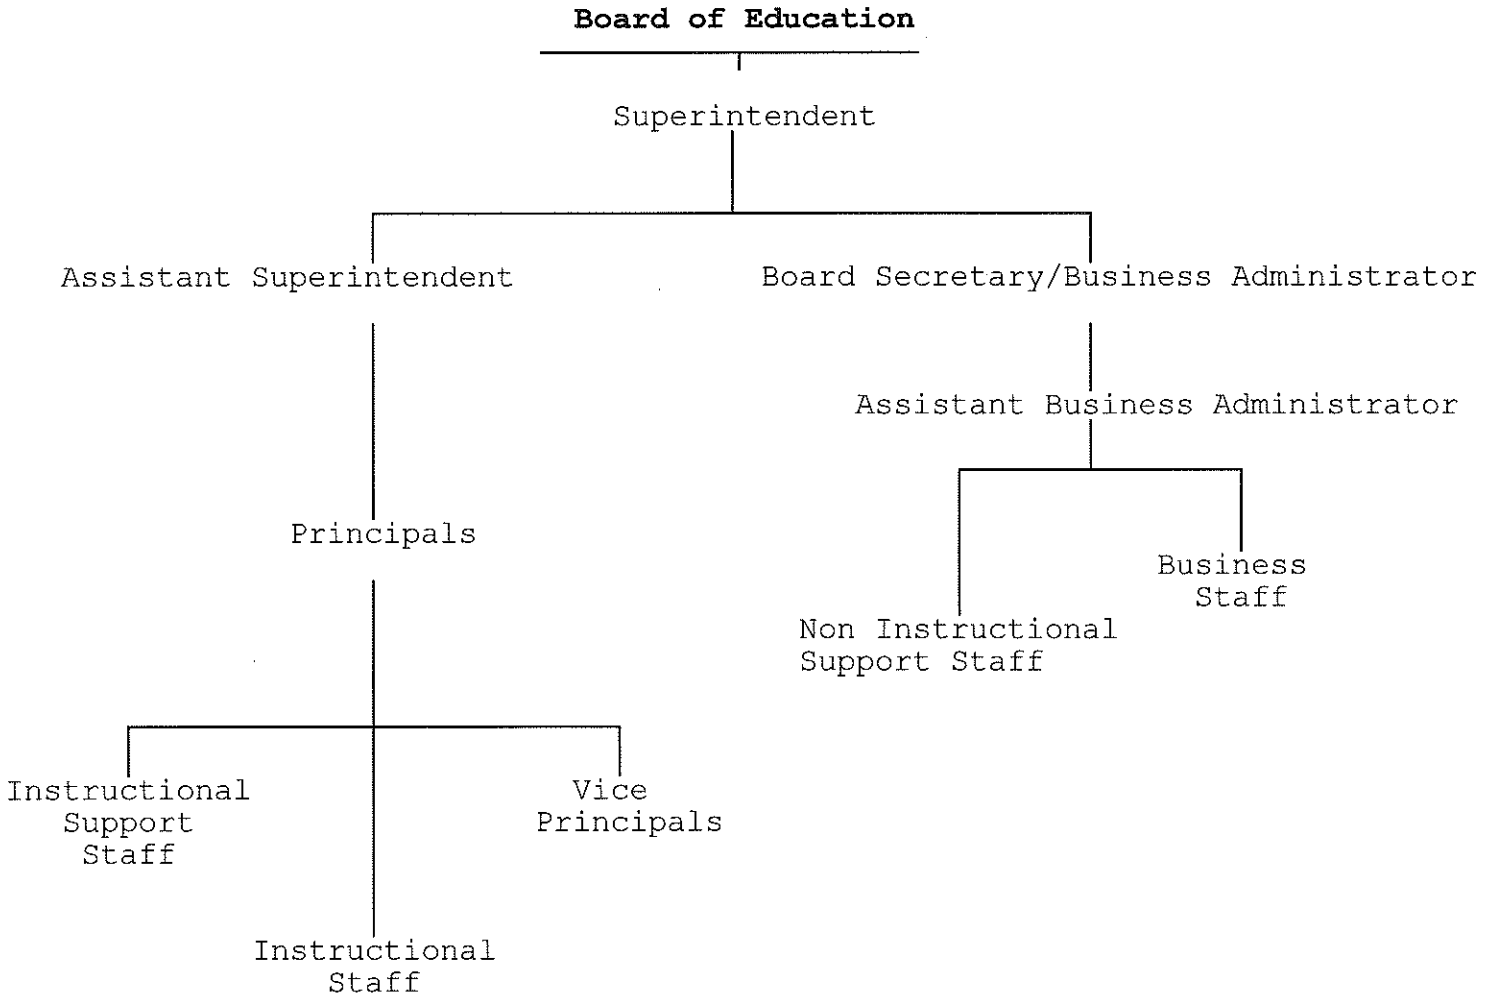 Board of Education
Superintendent
Assistant Superintendent
Board Secretary/Business Administrator
Assistant Business Administrator
Principals
Business
Staff
Non Instructional
Support Staff
Instructional
Support
Staff
Vice
Principals
Instructional
Staff